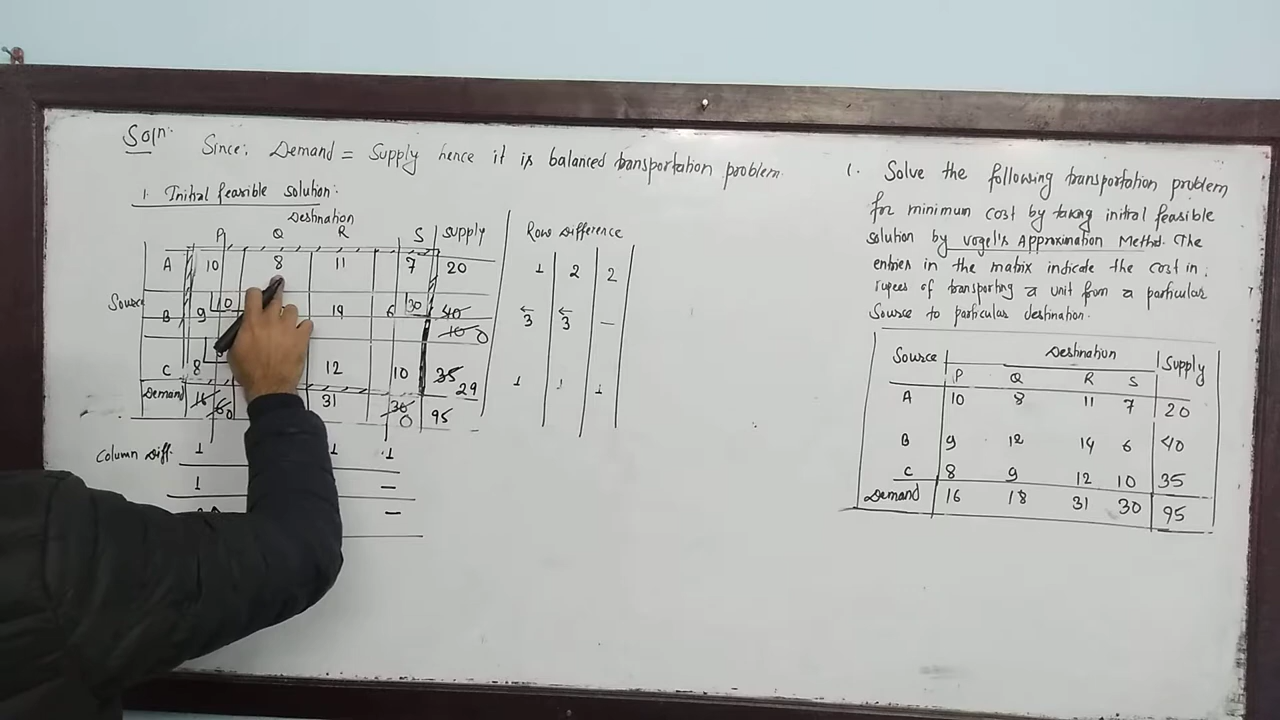 Soln:
Since: Demand = Supply hence it is balanced transportation problem.
1. Initial feasible solution:
Destination
P Q R S Supply Row Difference
A 10 8 11 7 20 1 2 2
Source
B 9 10 14 6 30 40 3 3 –
10 0
C 8 12 10 35 1 1 1
29
Demand 16 6 0 31 30 0 95
Column Diff. 1 1 1
1 –
–
1. Solve the following transportation problem
for minimum cost by taking initial feasible
solution by Vogel's Approximation Method. (The
entries in the matrix indicate the cost in
rupees of transporting a unit from a particular
Source to particular destination.
Source Destination Supply
P Q R S
A 10 8 11 7 20
B 9 12 14 6 40
C 8 9 12 10 35
Demand 16 18 31 30 95